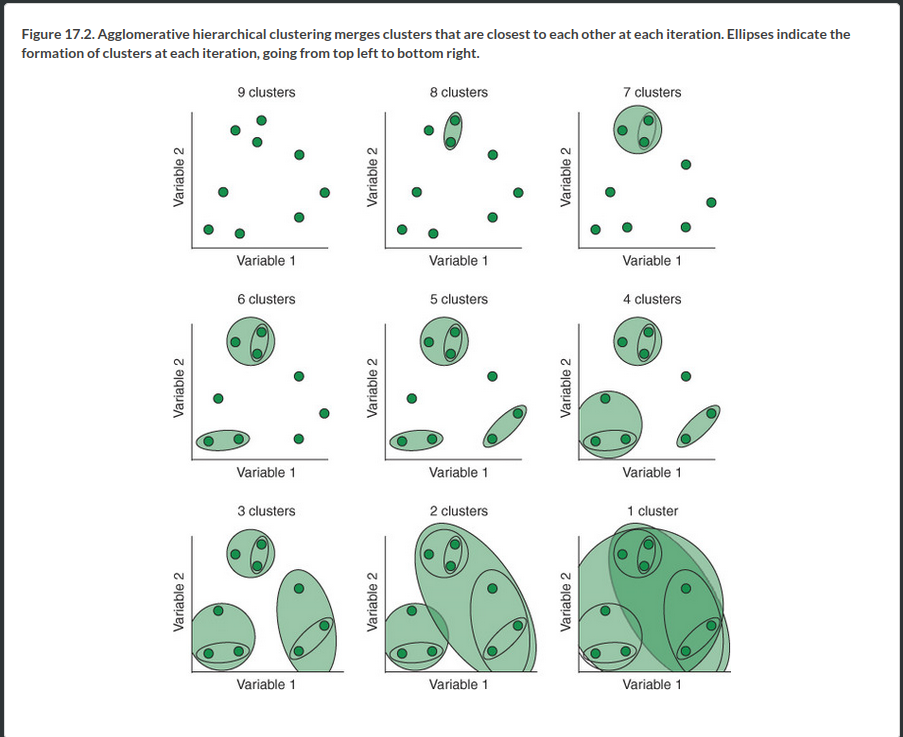 Figure 17.2. Agglomerative hierarchical clustering merges clusters that are closest to each other at each iteration. Ellipses indicate the
formation of clusters at each iteration, going from top left to bottom right.
9 clusters
8 clusters
7 clusters
Variable 2
Variable 2
Variable 2
Variable 1
Variable 1
Variable 1
6 clusters
5 clusters
4 clusters
Variable 2
Variable 2
Variable 2
Variable 1
Variable 1
Variable 1
3 clusters
2 clusters
1 cluster
Variable 2
Variable 2
Variable 2
Variable 1
Variable 1
Variable 1